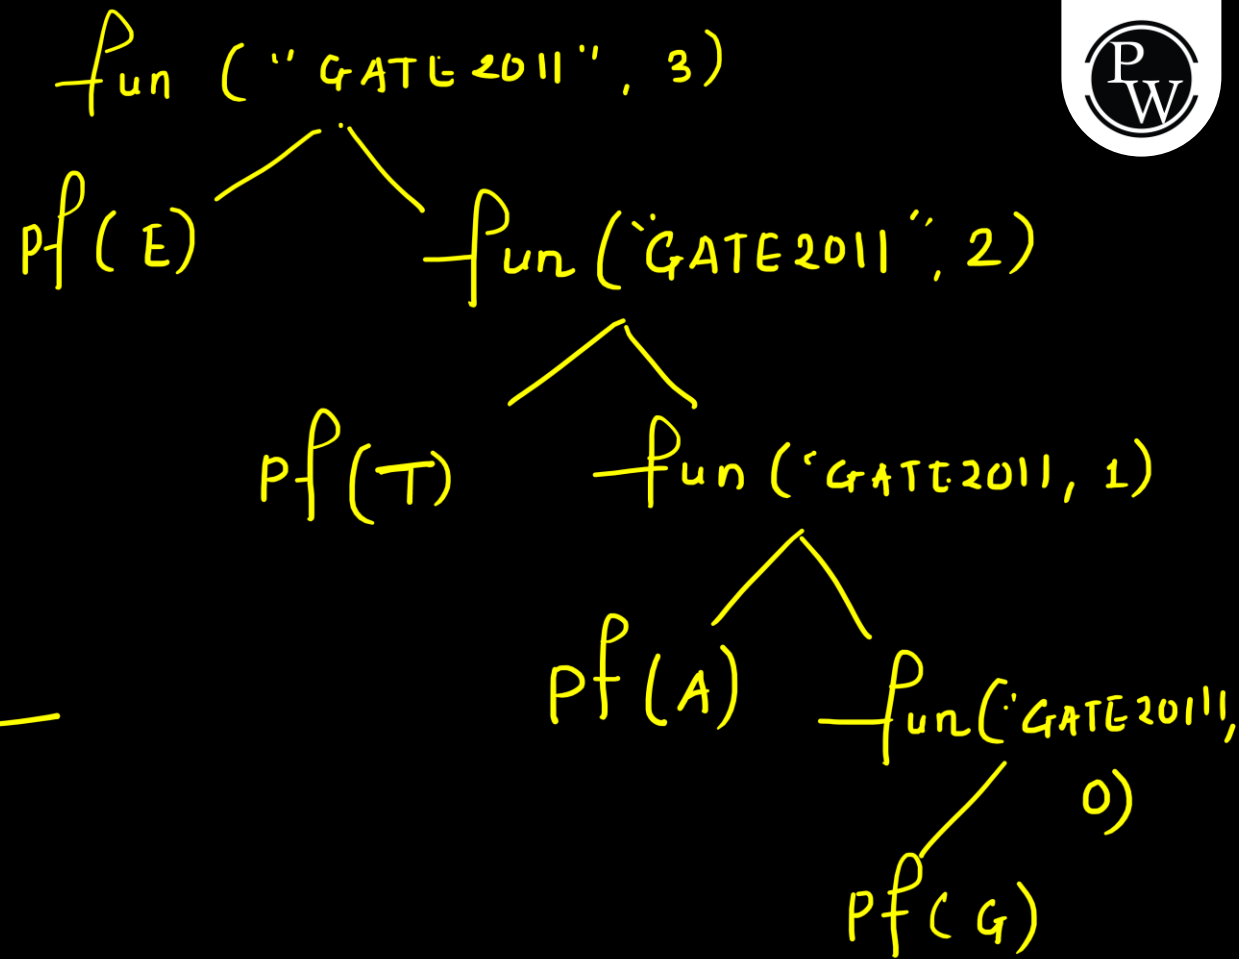 fun ("GATE2011", 3)
PW
pf(E)
fun("GATE2011", 2)
pf(T)
fun("GATE2011, 1)
pf(A)
fun("GATE2011",
0)
pf(G)